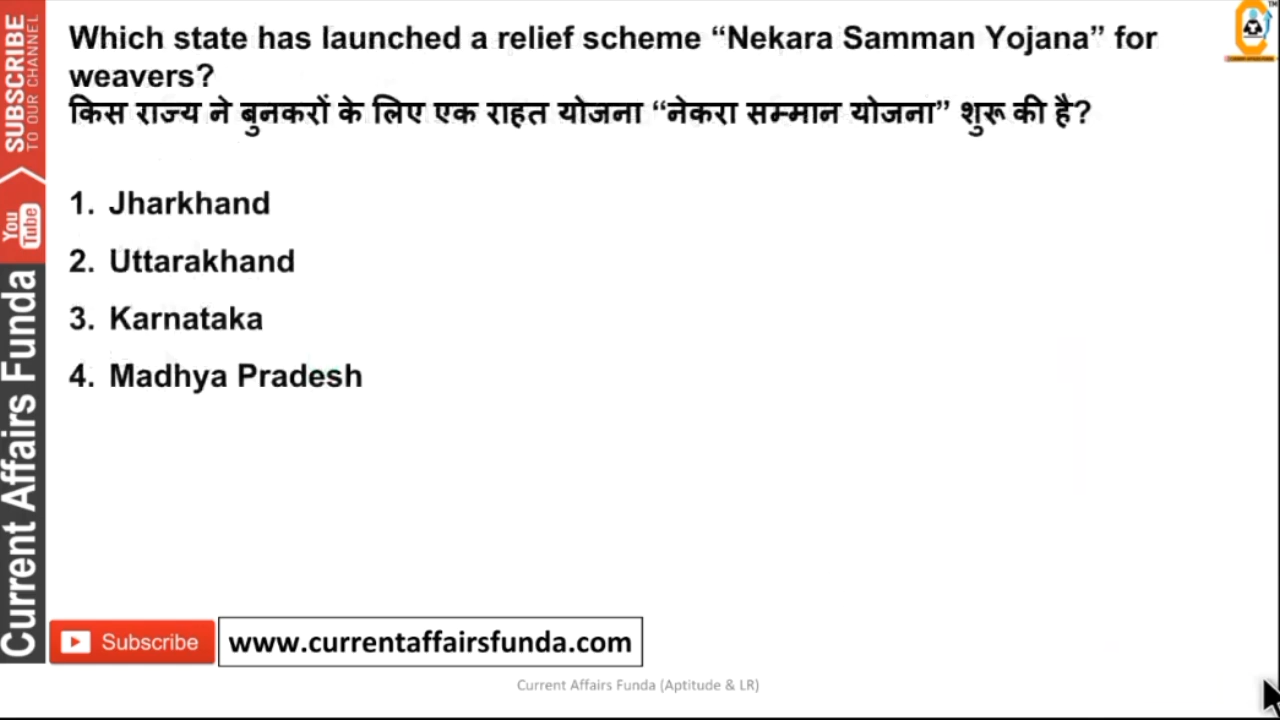 Which state has launched a relief scheme “Nekara Samman Yojana” for
weavers?
किस राज्य ने बुनकरों के लिए एक राहत योजना “नेकरा सम्मान योजना” शुरू की है?
1. Jharkhand
2. Uttarakhand
3. Karnataka
4. Madhya Pradesh
SUBSCRIBE
TO OUR CHANNEL
You
Tube
Current Affairs Funda
Subscribe
www.currentaffairsfunda.com
Current Affairs Funda (Aptitude & LR)